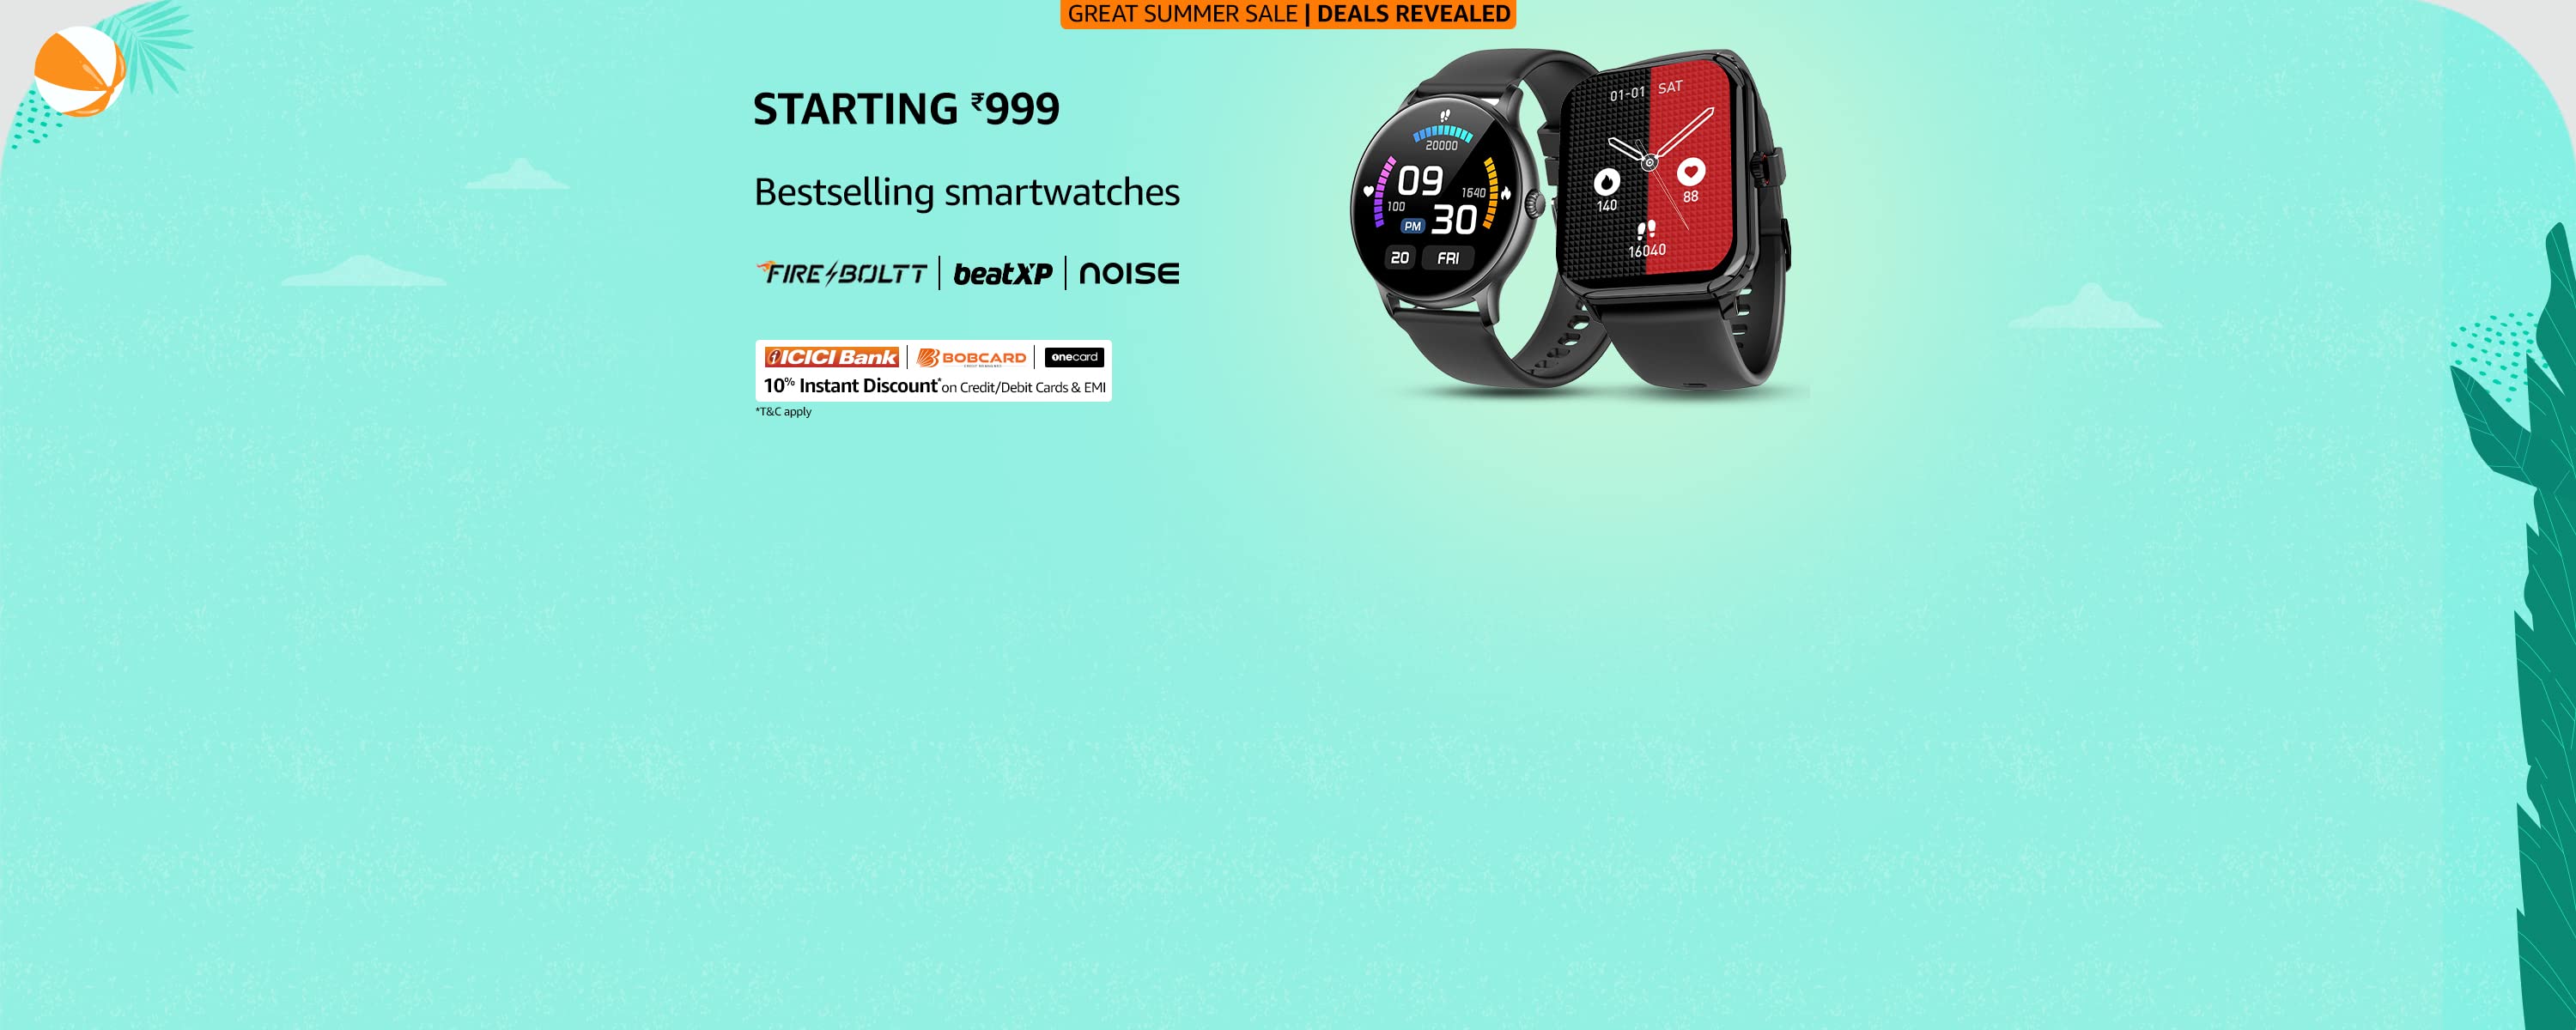 GREAT SUMMER SALE | DEALS REVEALED
STARTING ₹999
Bestselling smartwatches
FIRE BOLTT | beatXP | NOISE
ICICI Bank | BOBCARD | onecard
10% Instant Discount* on Credit/Debit Cards & EMI
*T&C apply
20000
09
100
1640
PM 30
20 FRI
01-01 SAT
140
88
16040